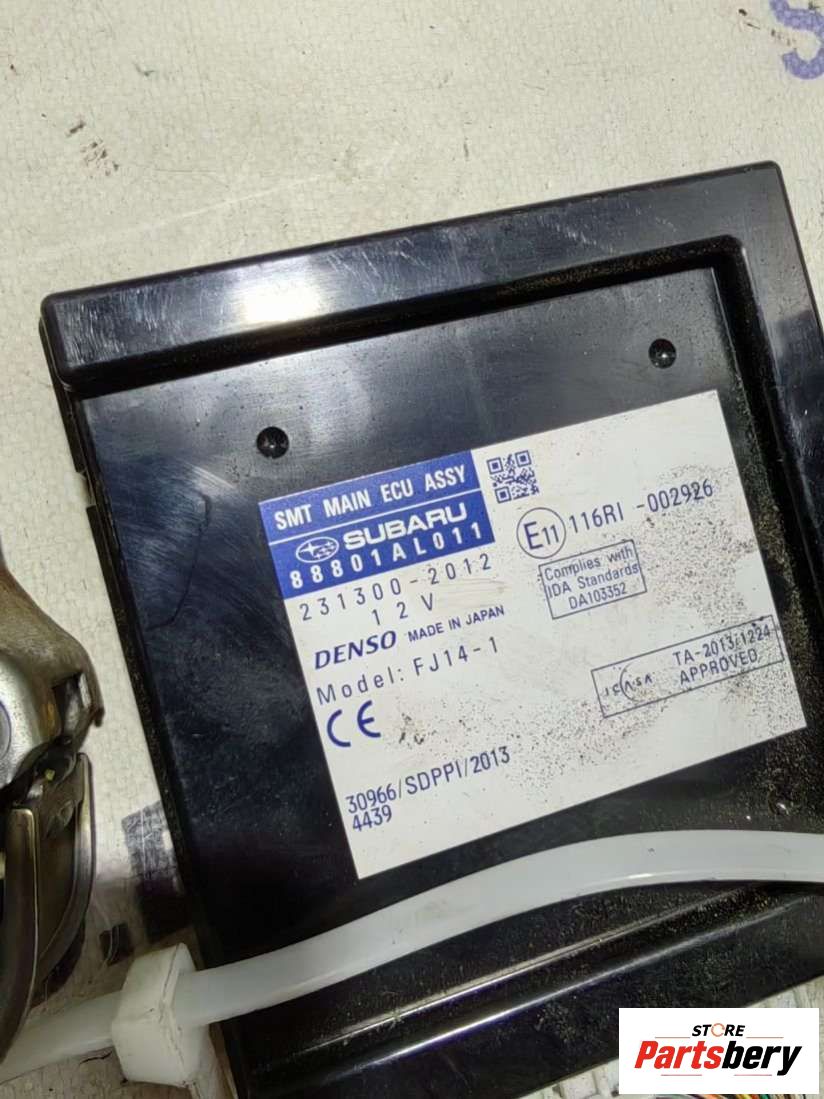 S
SMT MAIN ECU ASSY
SUBARU
88801AL011
231300-2012
12V
DENSO MADE IN JAPAN
Model: FJ14-1
CE
30966/SDPPI/2013
4439
E11 116RI -002926
Complies with
IDA Standards
DA103352
ICASA TA-2013/1224
APPROVED
STORE
Partsbery